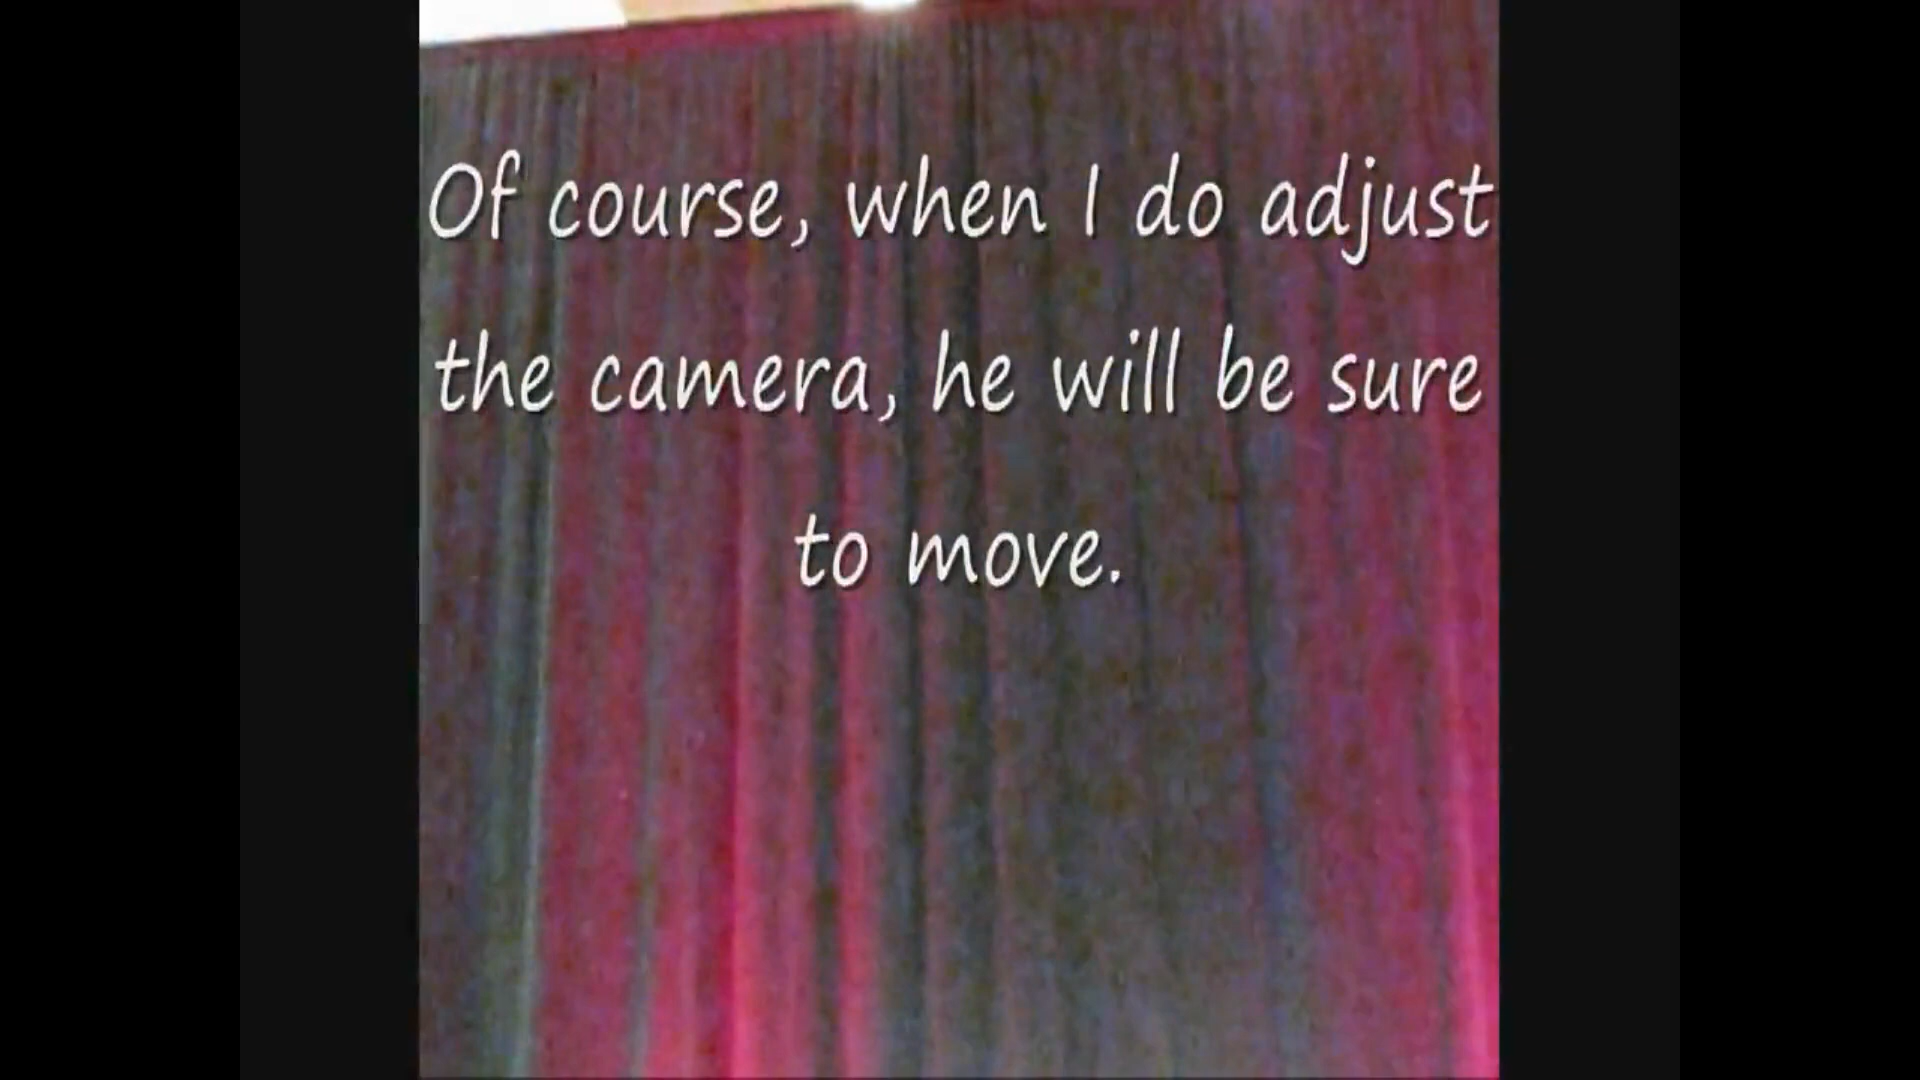 Of course, when I do adjust
the camera, he will be sure
to move.